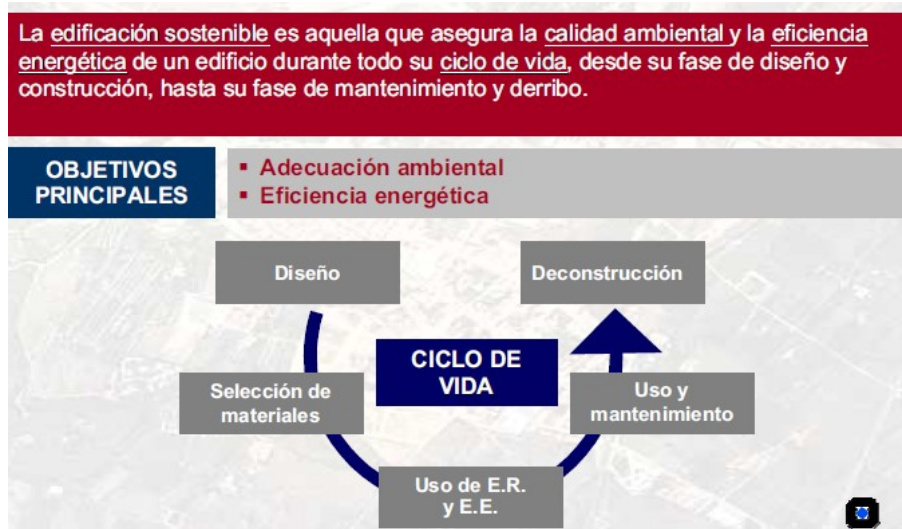 La edificación sostenible es aquella que asegura la calidad ambiental y la eficiencia
energética de un edificio durante todo su ciclo de vida, desde su fase de diseño y
construcción, hasta su fase de mantenimiento y derribo.
OBJETIVOS
PRINCIPALES
▪ Adecuación ambiental
▪ Eficiencia energética
Diseño
Deconstrucción
CICLO DE
VIDA
Selección de
materiales
Uso y
mantenimiento
Uso de E.R.
y E.E.